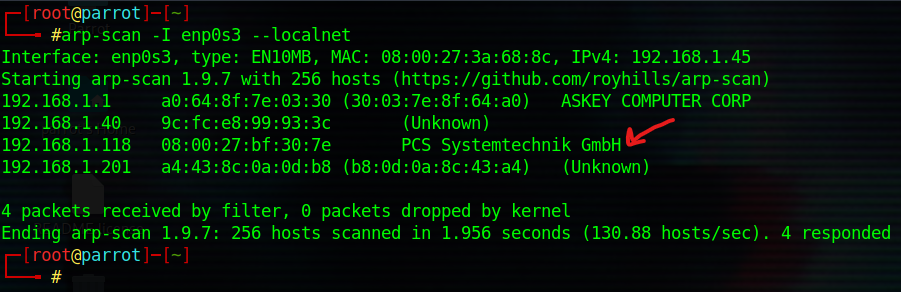 [root@parrot]─[~]
#arp-scan -I enp0s3 --localnet
Interface: enp0s3, type: EN10MB, MAC: 08:00:27:3a:68:8c, IPv4: 192.168.1.45
Starting arp-scan 1.9.7 with 256 hosts (https://github.com/royhills/arp-scan)
192.168.1.1 a0:64:8f:7e:03:30 (30:03:7e:8f:64:a0) ASKEY COMPUTER CORP
192.168.1.40 9c:fc:e8:99:93:3c (Unknown)
192.168.1.118 08:00:27:bf:30:7e PCS Systemtechnik GmbH
192.168.1.201 a4:43:8c:0a:0d:b8 (b8:0d:0a:8c:43:a4) (Unknown)
4 packets received by filter, 0 packets dropped by kernel
Ending arp-scan 1.9.7: 256 hosts scanned in 1.956 seconds (130.88 hosts/sec). 4 responded
[root@parrot]─[~]
#